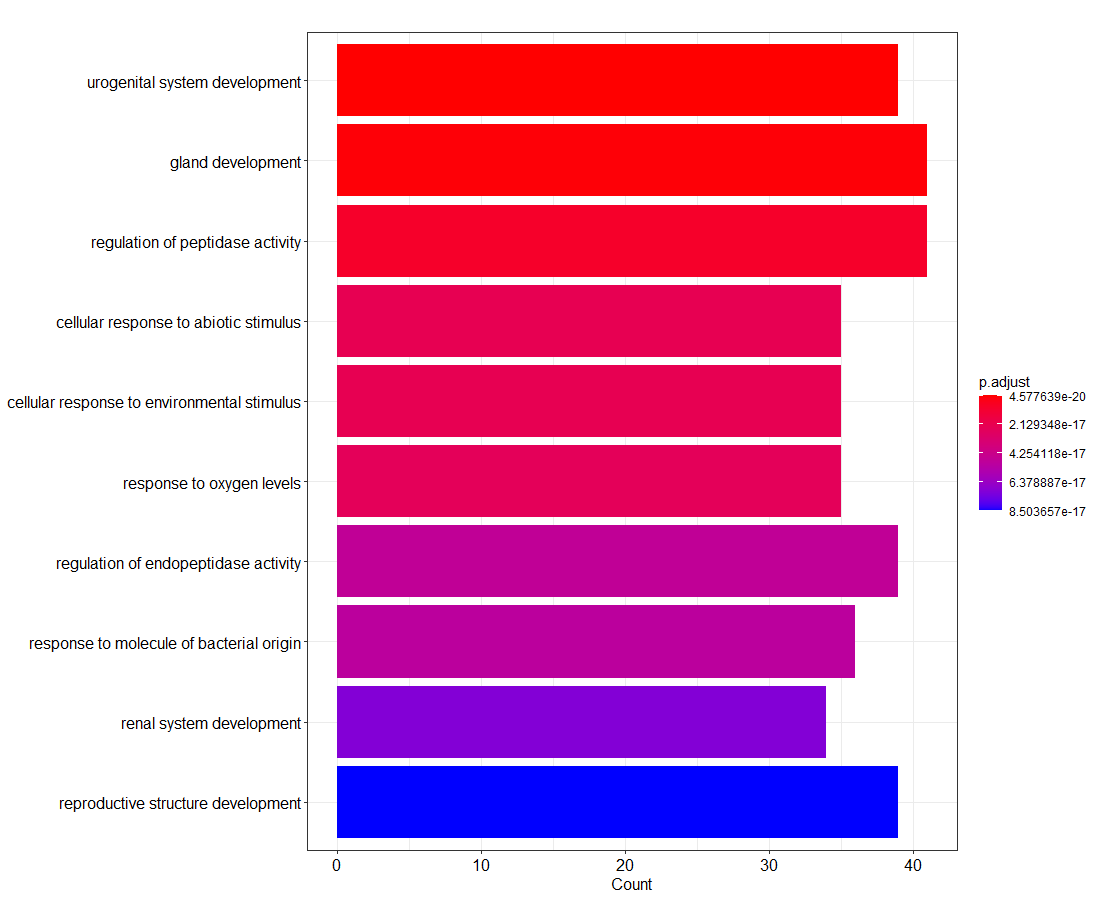 urogenital system development
gland development
regulation of peptidase activity
cellular response to abiotic stimulus
cellular response to environmental stimulus
response to oxygen levels
regulation of endopeptidase activity
response to molecule of bacterial origin
renal system development
reproductive structure development
0 10 20 30 40
Count
p.adjust
4.577639e-20
2.129348e-17
4.254118e-17
6.378887e-17
8.503657e-17